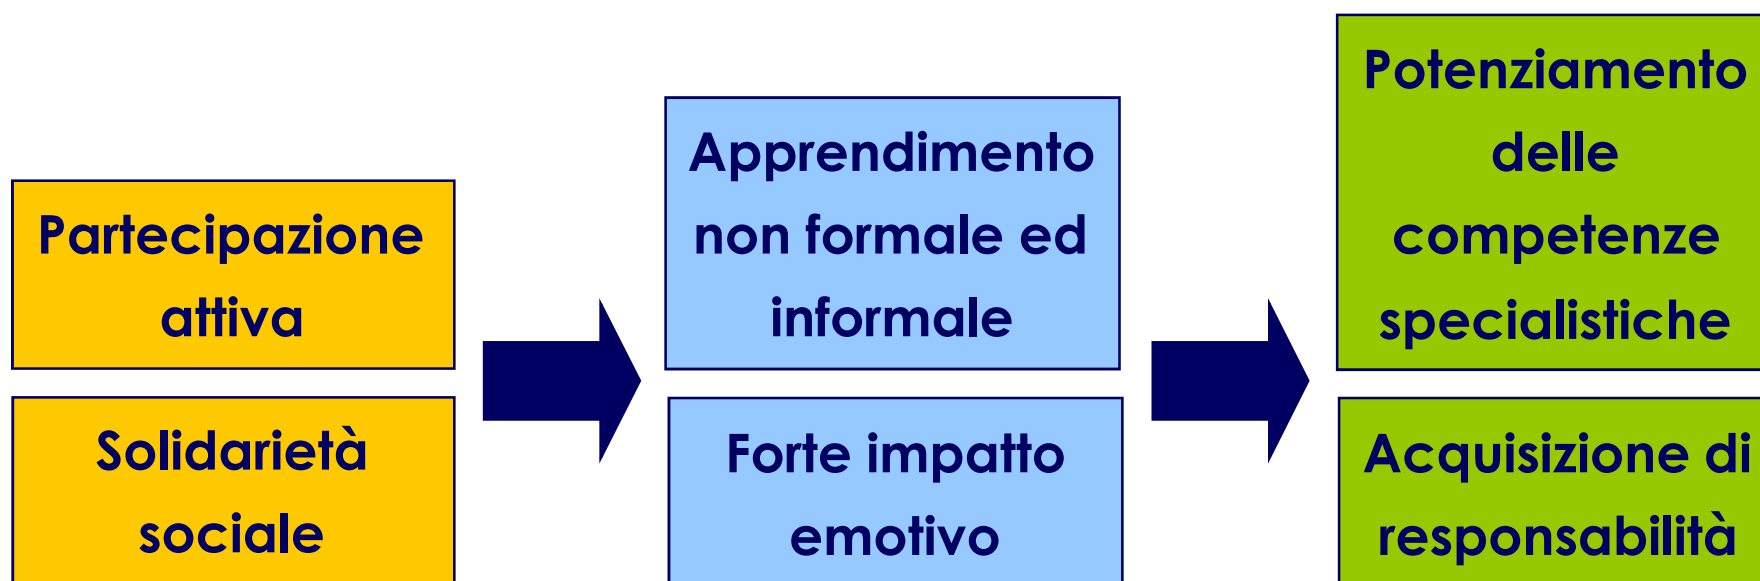 Partecipazione
attiva
Solidarietà
sociale
Apprendimento
non formale ed
informale
Forte impatto
emotivo
Potenziamento
delle
competenze
specialistiche
Acquisizione di
responsabilità